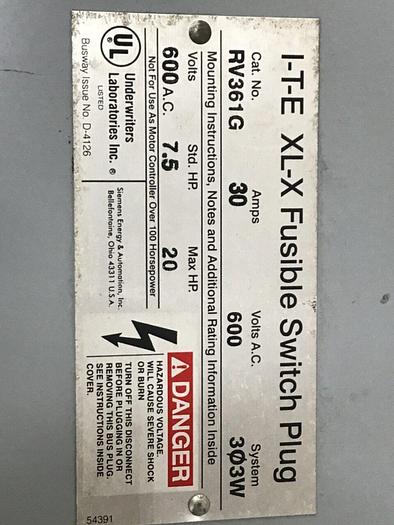 I-T-E XL-X Fusible Switch Plug
Cat. No. Amps Volts A.C. System
RV361G 30 600 3Ø3W
Mounting Instructions, Notes and Additional Rating Information Inside
Volts Std. HP. Max HP.
600 A.C. 7.5 20
Not For Use As Motor Controller Over 100 Horsepower
UL
Underwriters
Laboratories Inc. ®
LISTED
Busway Issue No. D-4126
Siemens Energy & Automation, Inc.
Bellefontaine, Ohio 43311 U.S.A.
DANGER
HAZARDOUS VOLTAGE.
WILL CAUSE SEVERE SHOCK
OR BURN
TURN OFF THIS DISCONNECT
BEFORE PLUGGING IN OR
REMOVING THIS BUS PLUG.
SEE INSTRUCTIONS INSIDE
COVER.
54391